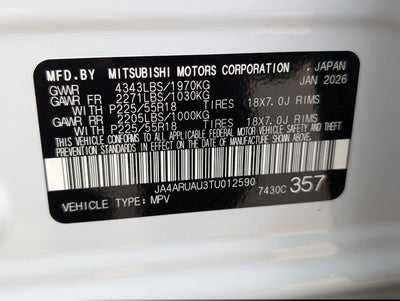 MFD.BY MITSUBISHI MOTORS CORPORATION JAPAN
GVWR 4343LBS/1970KG JAN 2026
GAWR FR 2271LBS/1030KG
WITH P225/55R18 TIRES, 18X7.0J RIMS
GAWR RR 2205LBS/1000KG
WITH P225/55R18 TIRES, 18X7.0J RIMS
THIS VEHICLE CONFORMS TO ALL APPLICABLE
FEDERAL MOTOR VEHICLE SAFETY STANDARDS IN
EFFECT ON THE DATE OF MANUFACTURE SHOWN ABOVE.
JA4ARUAU3TU012590 7430C 357
VEHICLE TYPE: MPV